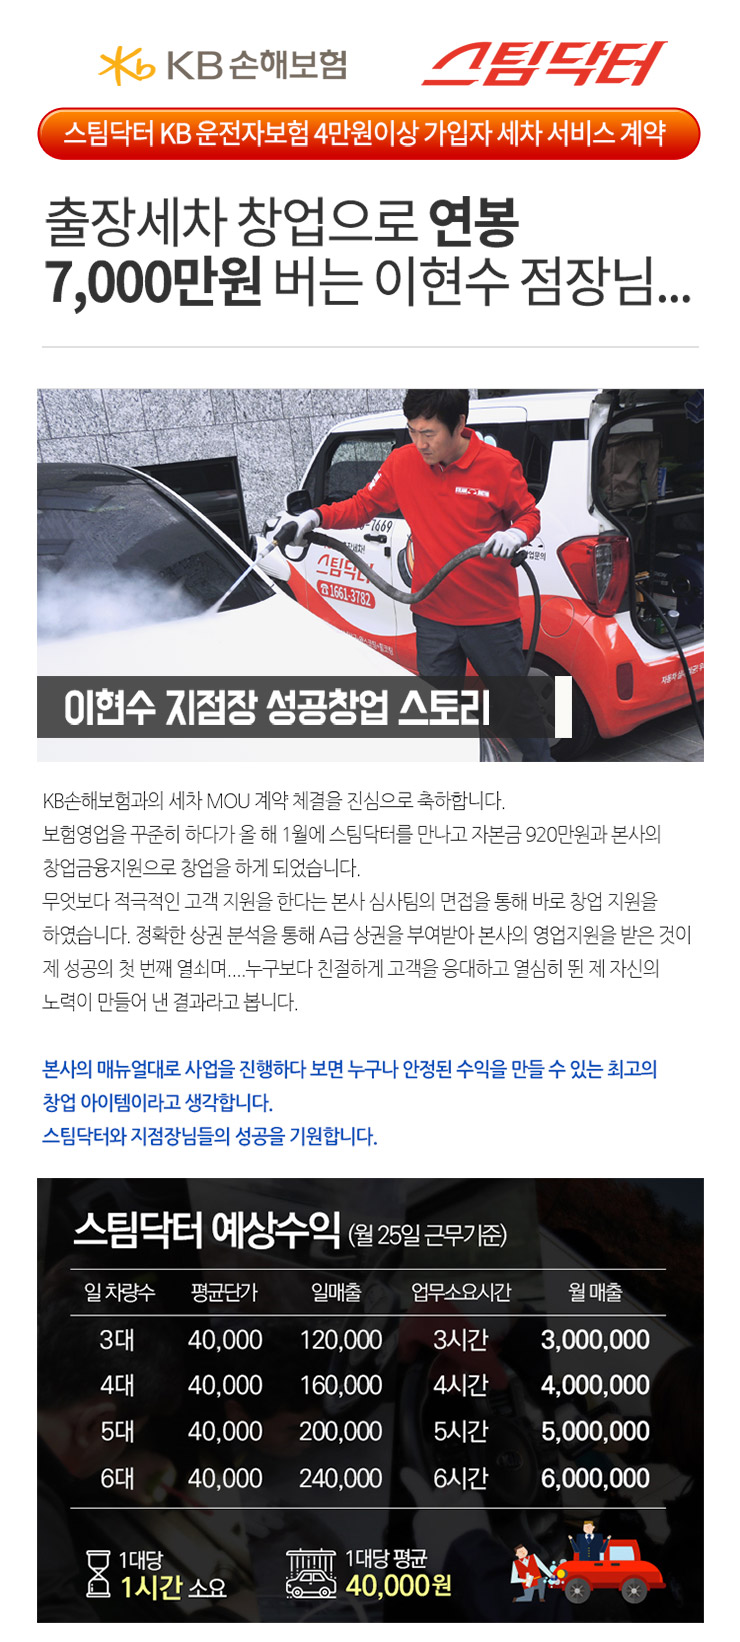 KB 손해보험 스팀닥터
스팀닥터 KB 운전자보험 4만원이상 가입자 세차 서비스 계약
출장세차 창업으로 연봉
7,000만원 버는 이현수 점장님...
-7669
스팀닥터
☎1661-3782
이현수 지점장 성공창업 스토리
KB손해보험과의 세차 MOU 계약 체결을 진심으로 축하합니다.
보험영업을 꾸준히 하다가 올 해 1월에 스팀닥터를 만나고 자본금 920만원과 본사의
창업금융지원으로 창업을 하게 되었습니다.
무엇보다 적극적인 고객 지원을 한다는 본사 심사팀의 면접을 통해 바로 창업 지원을
하였습니다. 정확한 상권 분석을 통해 A급 상권을 부여받아 본사의 영업지원을 받은 것이
제 성공의 첫 번째 열쇠며....누구보다 친절하게 고객을 응대하고 열심히 뛴 제 자신의
노력이 만들어 낸 결과라고 봅니다.
본사의 매뉴얼대로 사업을 진행하다 보면 누구나 안정된 수익을 만들 수 있는 최고의
창업 아이템이라고 생각합니다.
스팀닥터와 지점장님들의 성공을 기원합니다.
스팀닥터 예상수익 (월 25일 근무기준)
일 차량수 평균단가 일매출 업무소요시간 월 매출
3대 40,000 120,000 3시간 3,000,000
4대 40,000 160,000 4시간 4,000,000
5대 40,000 200,000 5시간 5,000,000
6대 40,000 240,000 6시간 6,000,000
1대당
1시간 소요
1대당 평균
40,000원